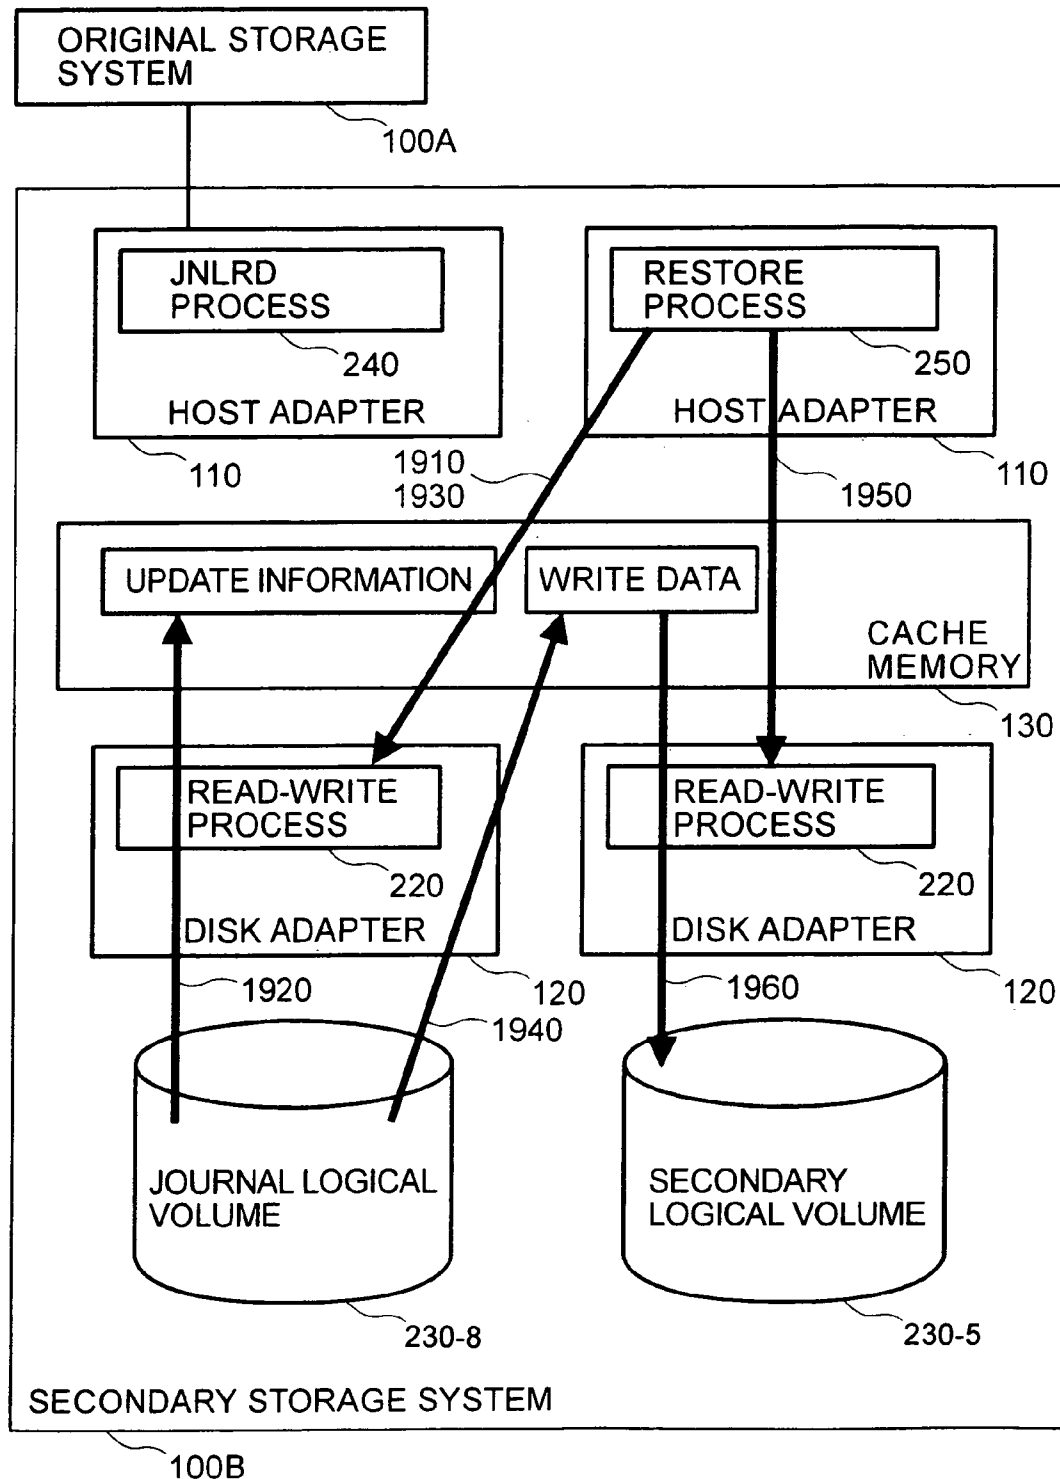 ORIGINAL STORAGE
SYSTEM
100A
JNLRD
PROCESS
240
HOST ADAPTER
110
RESTORE
PROCESS
250
HOST ADAPTER
110
1910
1930
1950
UPDATE INFORMATION
WRITE DATA
CACHE
MEMORY
130
READ-WRITE
PROCESS
220
DISK ADAPTER
120
READ-WRITE
PROCESS
220
DISK ADAPTER
120
1920
1940
1960
JOURNAL LOGICAL
VOLUME
230-8
SECONDARY
LOGICAL VOLUME
230-5
SECONDARY STORAGE SYSTEM
100B